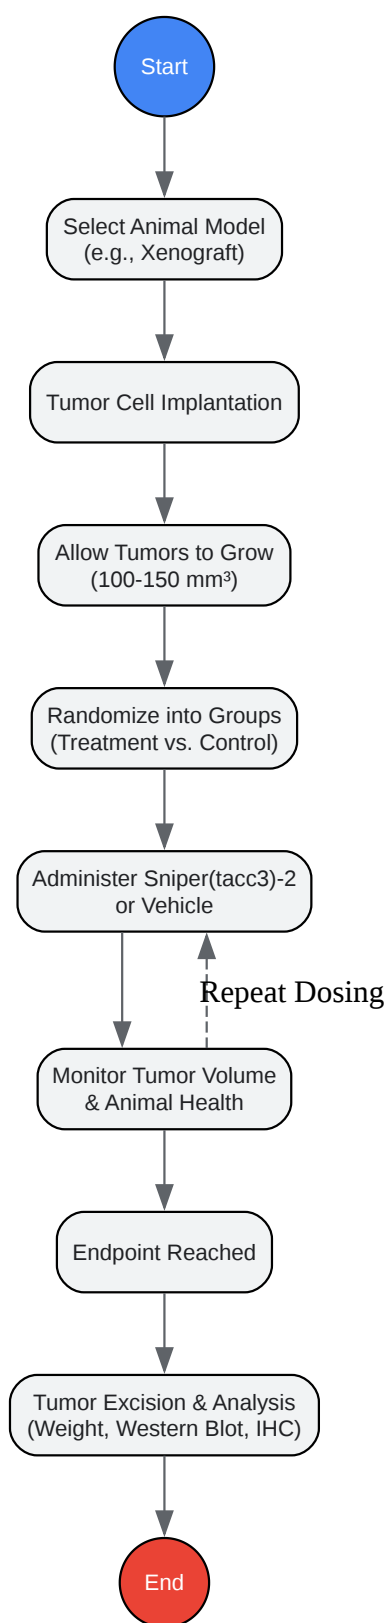 Start
Select Animal Model
(e.g., Xenograft)
Tumor Cell Implantation
Allow Tumors to Grow
(100-150 mm³)
Randomize into Groups
(Treatment vs. Control)
Administer Sniper(tacc3)-2
or Vehicle
Repeat Dosing
Monitor Tumor Volume
& Animal Health
Endpoint Reached
Tumor Excision & Analysis
(Weight, Western Blot, IHC)
End